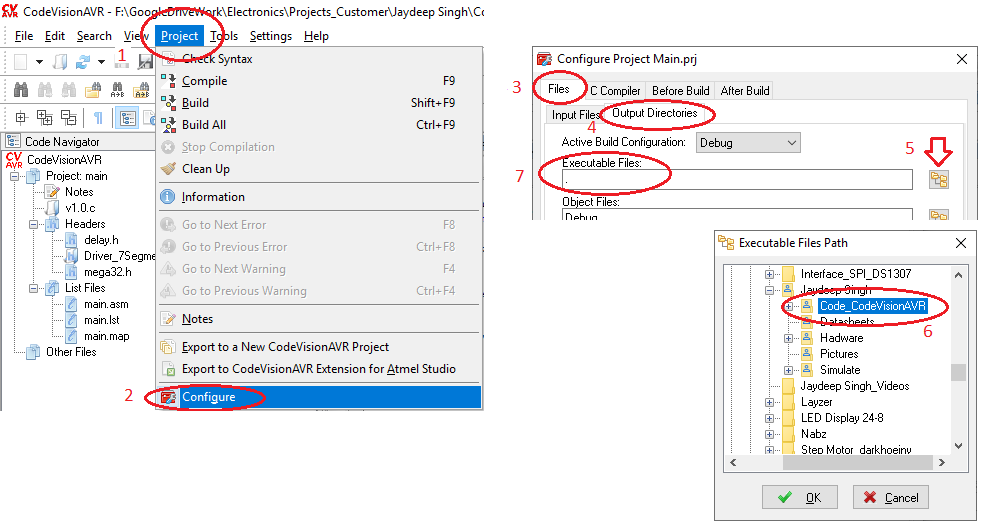 CodeVisionAVR - F:\GoogleDriveWork\Electronics\Projects_Customer\Jaydeep Singh\Co
File Edit Search View Project Tools Settings Help
1
Check Syntax
Compile F9
Build Shift+F9
Build All Ctrl+F9
Stop Compilation
Clean Up
Information
Go to Next Error F8
Go to Previous Error Ctrl+F8
Go to Next Warning F4
Go to Previous Warning Ctrl+F4
Notes
Export to a New CodeVisionAVR Project
Export to CodeVisionAVR Extension for Atmel Studio
2
Configure
Code Navigator
CodeVisionAVR
Project: main
Notes
v1.0.c
Headers
delay.h
Driver_7Segme
mega32.h
List Files
main.asm
main.lst
main.map
Other Files
Configure Project Main.prj
3
Files C Compiler Before Build After Build
Input Files Output Directories
4
Active Build Configuration: Debug
5
Executable Files:
7
.
Object Files:
Debug
Executable Files Path
Interface_SPI_DS1307
Jaydeep Singh
Code_CodeVisionAVR
6
Datasheets
Hadware
Pictures
Simulate
Jaydeep Singh_Videos
Layzer
LED Display 24-8
Nabz
Step Motor_darkhoeiny
OK Cancel